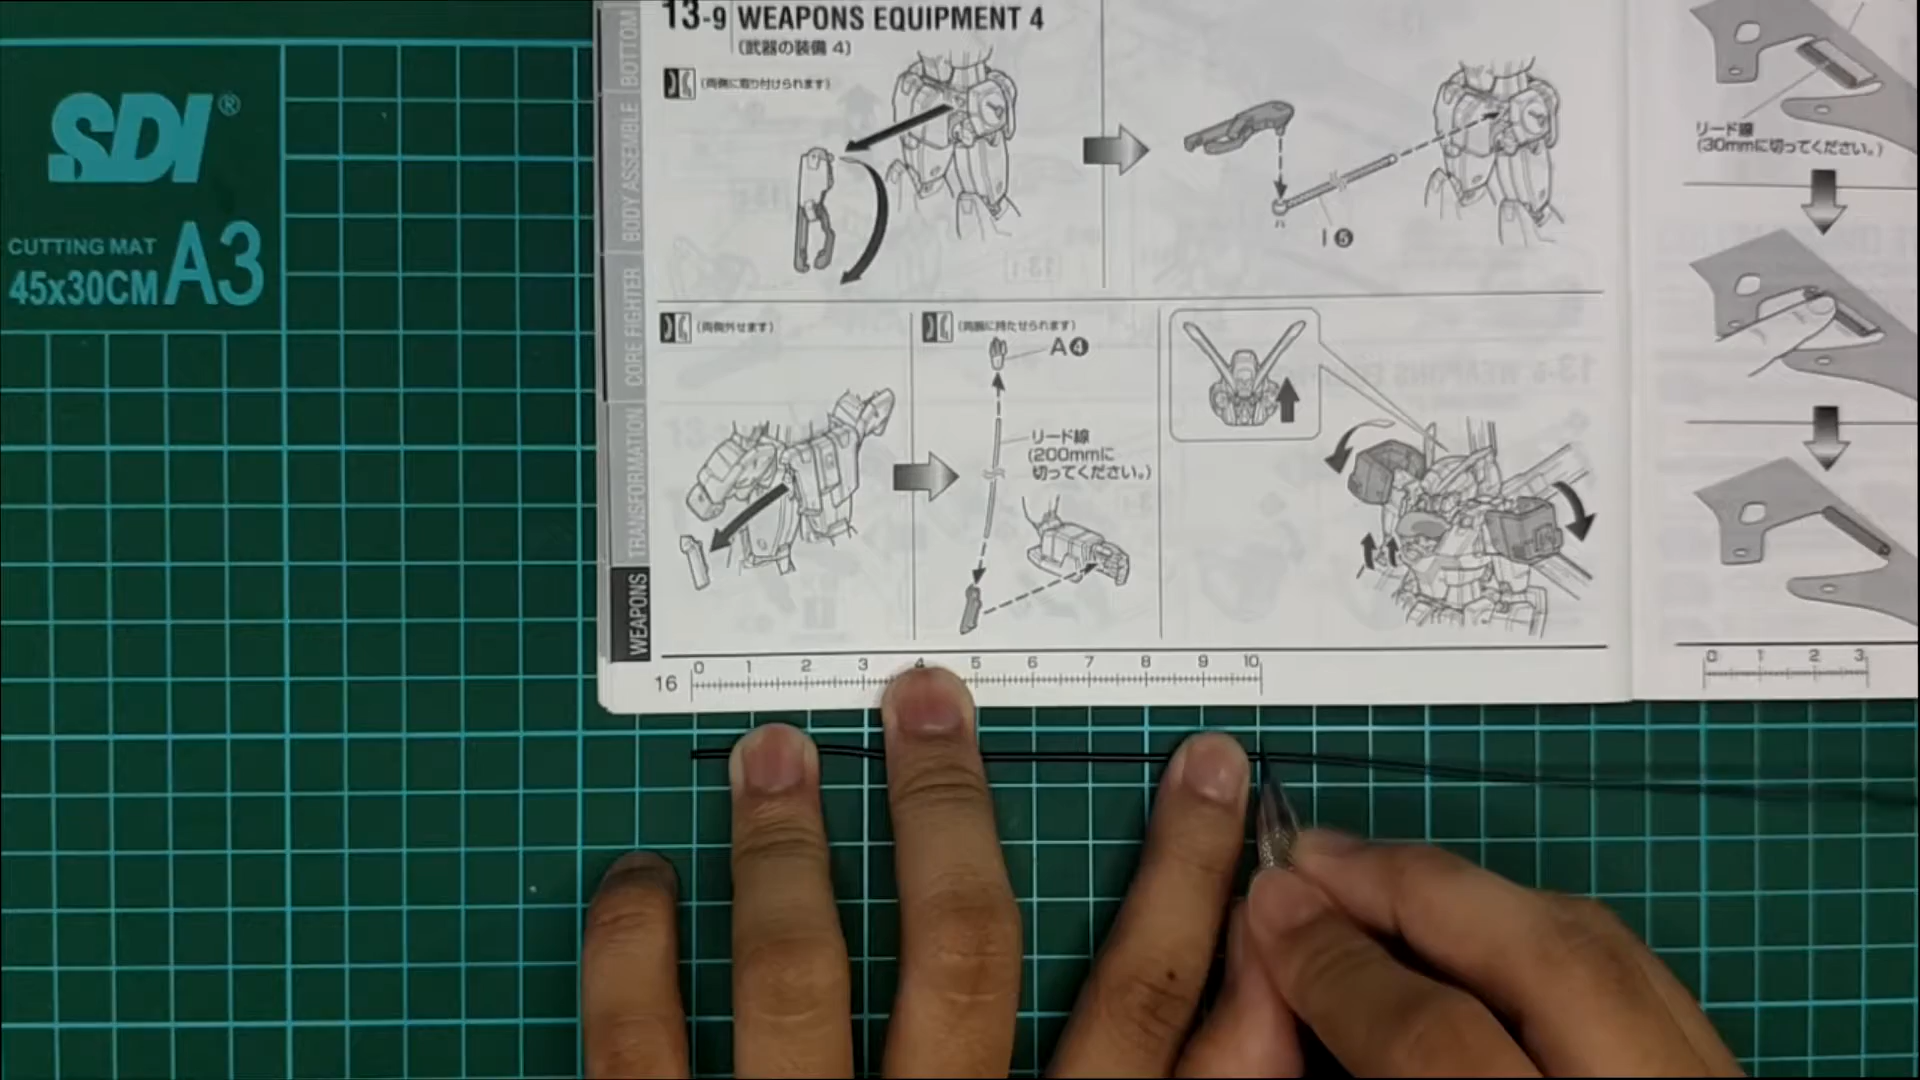 SDI®
CUTTING MAT A3
45x30CM
BOTTOM
BODY ASSEMBLE
CORE FIGHTER
TRANSFORMATION
WEAPONS
13-9 WEAPONS EQUIPMENT 4
(武器の装備 4)
(両側に取り付けられます)
I❺
(両側外せます)
(両腕に持たせられます)
A❹
リード線
(200mmに
切ってください。)
0 1 2 3 4 5 6 7 8 9 10
16
リード線
(30mmに切ってください。)
0 1 2 3